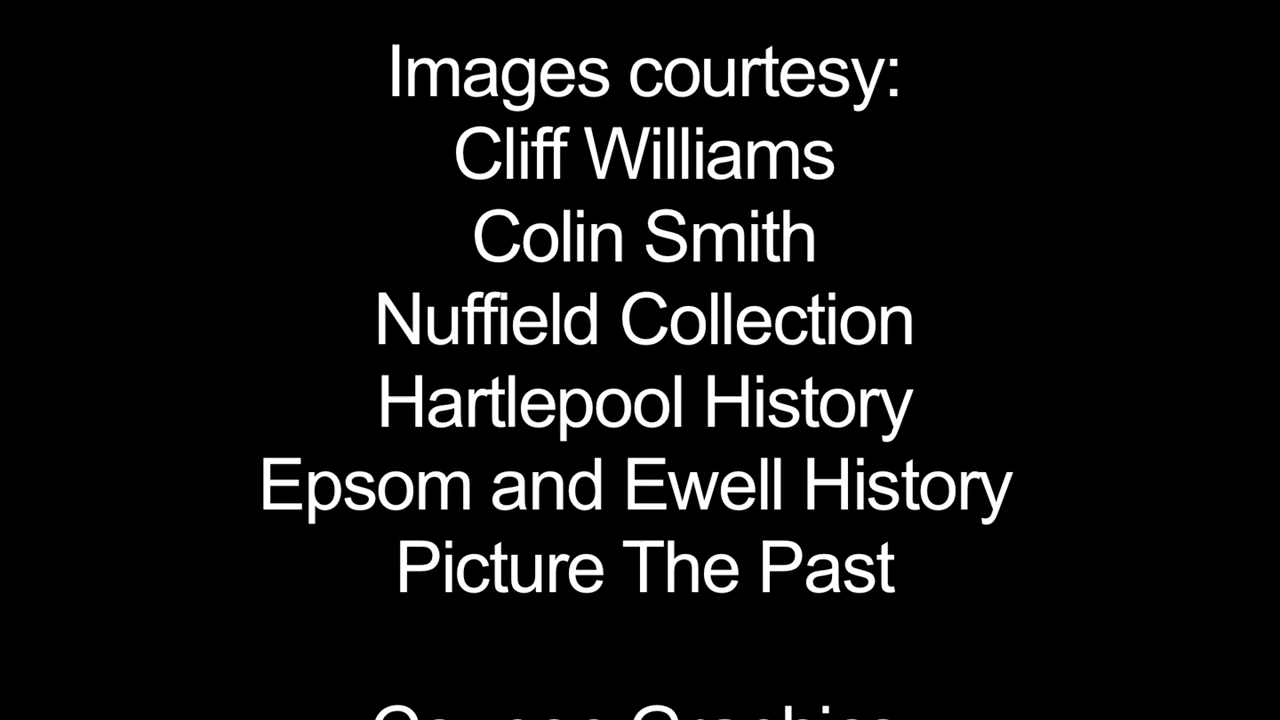 Images courtesy:
Cliff Williams
Colin Smith
Nuffield Collection
Hartlepool History
Epsom and Ewell History
Picture The Past